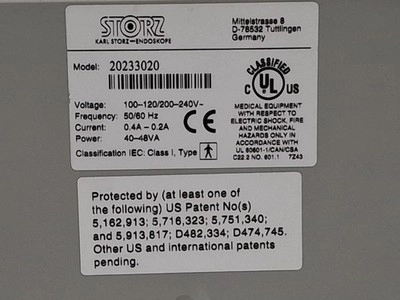 STORZ
KARL STORZ—ENDOSKOPE
Mittelstrasse 8
D-78532 Tuttlingen
Germany
Model: 20233020
Voltage: 100-120/200-240V~
Frequency: 50/60 Hz
Current: 0.4A - 0.2A
Power: 40-48VA
Classification IEC: Class I, Type
CE
CLASSIFIED
C UL US
MEDICAL EQUIPMENT
WITH RESPECT TO
ELECTRIC SHOCK, FIRE
AND MECHANICAL
HAZARDS ONLY IN
ACCORDANCE WITH
UL 60601-1/CAN/CSA
C22.2 NO. 601.1 7Z43
Protected by (at least one of
the following) US Patent No(s)
5,162,913; 5,716,323; 5,751,340;
and 5,913,817; D482,334; D474,745.
Other US and international patents
pending.